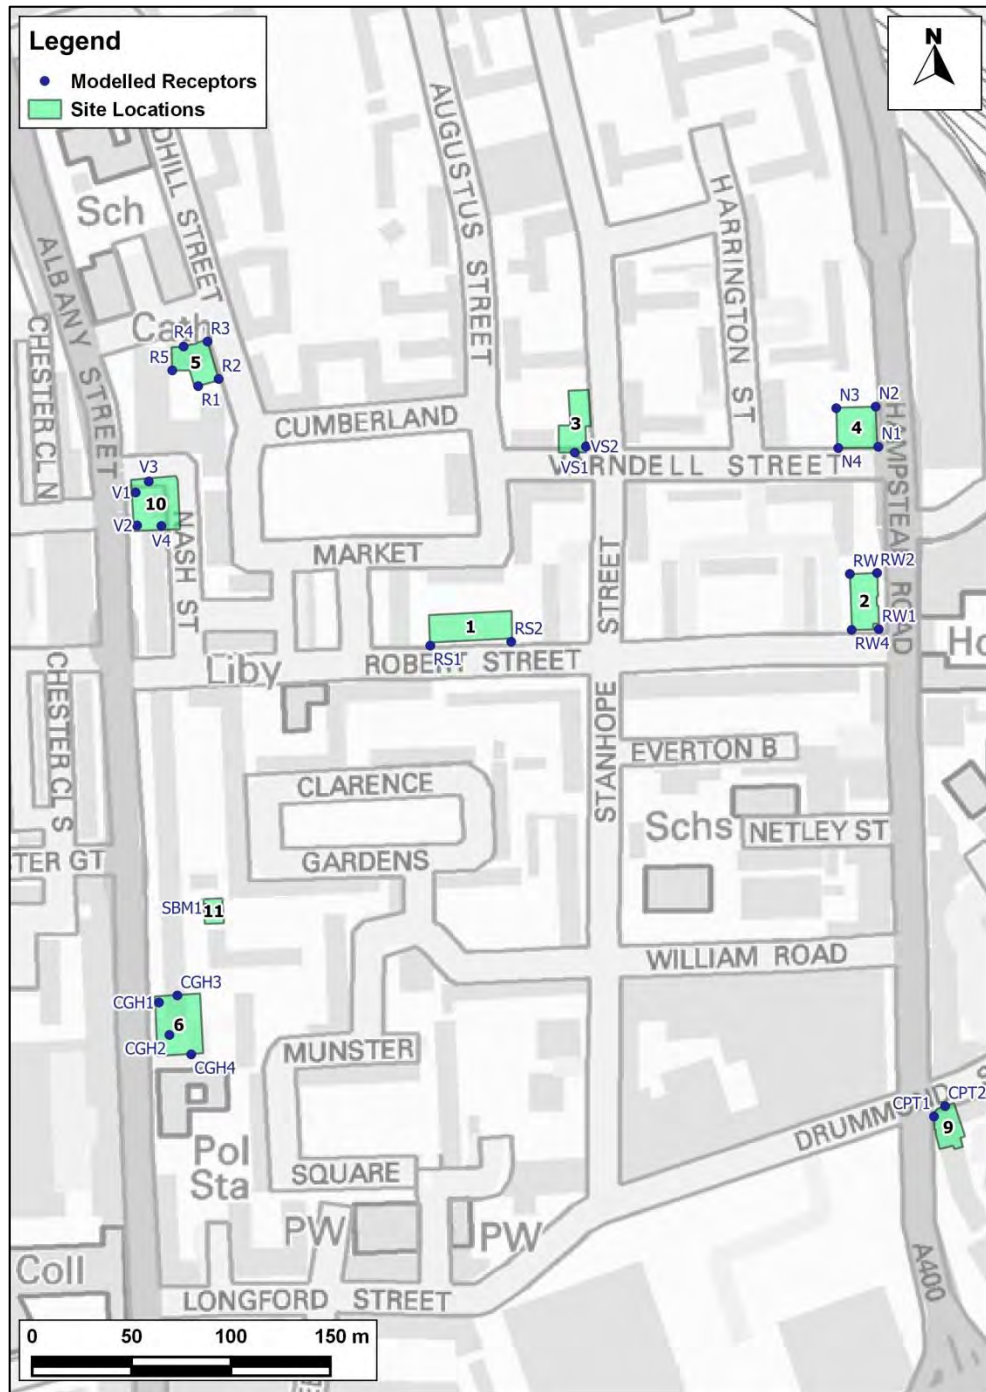 Legend
Modelled Receptors
Site Locations
N
DHILL STREET
AUGUSTUS STREET
HARRINGTON ST
Sch
ALBANY STREET
CHESTER CL N
Cath
R4
R3
R5
5
R2
R1
CUMBERLAND
3
VS2
VS1
N3
N2
4
N1
N4
HAMPSTEAD ROAD
VARNDELL STREET
V3
V1
10
V2
V4
NASH ST
MARKET
STREET
RW
RW2
2
RW1
RW4
1
RS2
RS1
ROBERT STREET
Liby
Ho
CHESTER CL S
STANHOPE
EVERTON B
CLARENCE
Schs
NETLEY ST
GARDENS
TER GT
SBM1
11
WILLIAM ROAD
CGH3
CGH1
6
CGH2
CGH4
MUNSTER
CPT1
CPT2
9
DRUMMOND S
Pol
Sta
SQUARE
PW
PW
Coll
A400
LONGFORD STREET
0 50 100 150 m